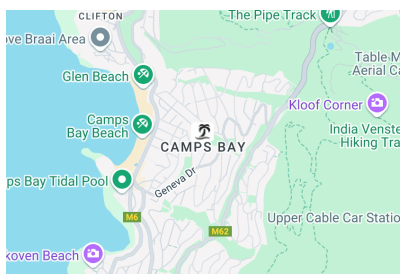 CLIFTON
The Pipe Track
ove Braai Area
Glen Beach
Table M
Aerial Ca
Kloof Corner
Camps
Bay Beach
India Venste
Hiking Tra
CAMPS BAY
ps Bay Tidal Pool
Geneva Dr
M6
M62
Upper Cable Car Statio
koven Beach